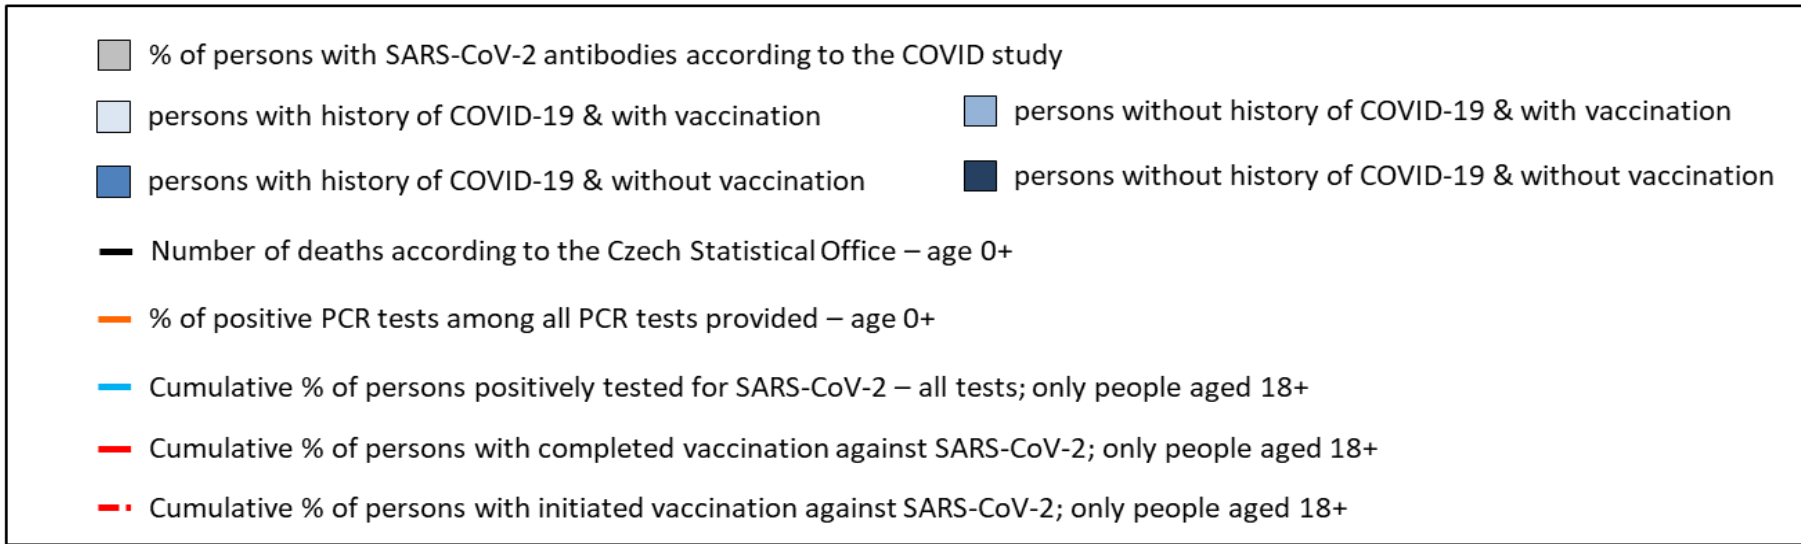 % of persons with SARS-CoV-2 antibodies according to the COVID study
persons with history of COVID-19 & with vaccination
persons without history of COVID-19 & with vaccination
persons with history of COVID-19 & without vaccination
persons without history of COVID-19 & without vaccination
Number of deaths according to the Czech Statistical Office – age 0+
% of positive PCR tests among all PCR tests provided – age 0+
Cumulative % of persons positively tested for SARS-CoV-2 – all tests; only people aged 18+
Cumulative % of persons with completed vaccination against SARS-CoV-2; only people aged 18+
Cumulative % of persons with initiated vaccination against SARS-CoV-2; only people aged 18+